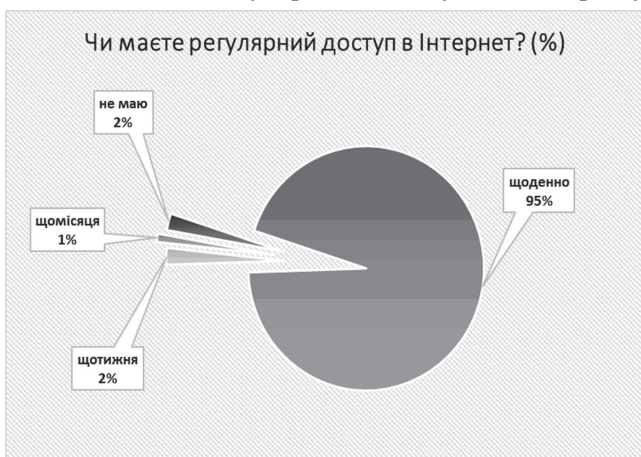 Чи маєте регулярний доступ в Інтернет? (%)
не маю
2%
щоденно
95%
щомісяця
1%
щотижня
2%